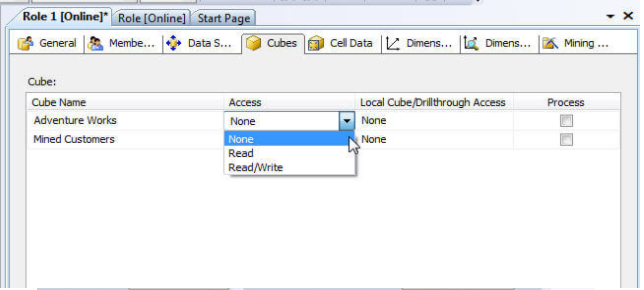 Role 1 [Online]* Role [Online] Start Page
General Membe... Data S... Cubes Cell Data Dimens... Dimens... Mining ...
Cube:
Cube Name Access Local Cube/Drillthrough Access Process
Adventure Works None None
Mined Customers None None
Read
Read/Write